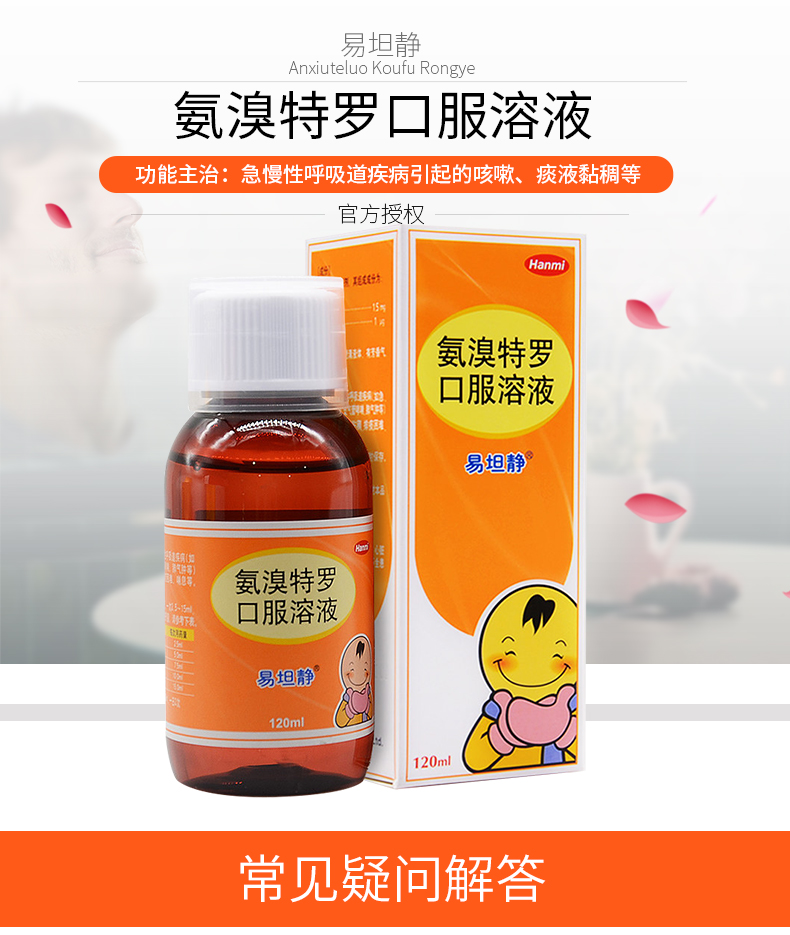 易坦静
Anxiuteluo Koufu Rongye
氨溴特罗口服溶液
功能主治：急慢性呼吸道疾病引起的咳嗽、痰液黏稠等
官方授权
Hanmi
氨溴特罗
口服溶液
易坦静®
120ml
15mg
1μg
Hanmi
氨溴特罗
口服溶液
易坦静®
120ml
常见疑问解答